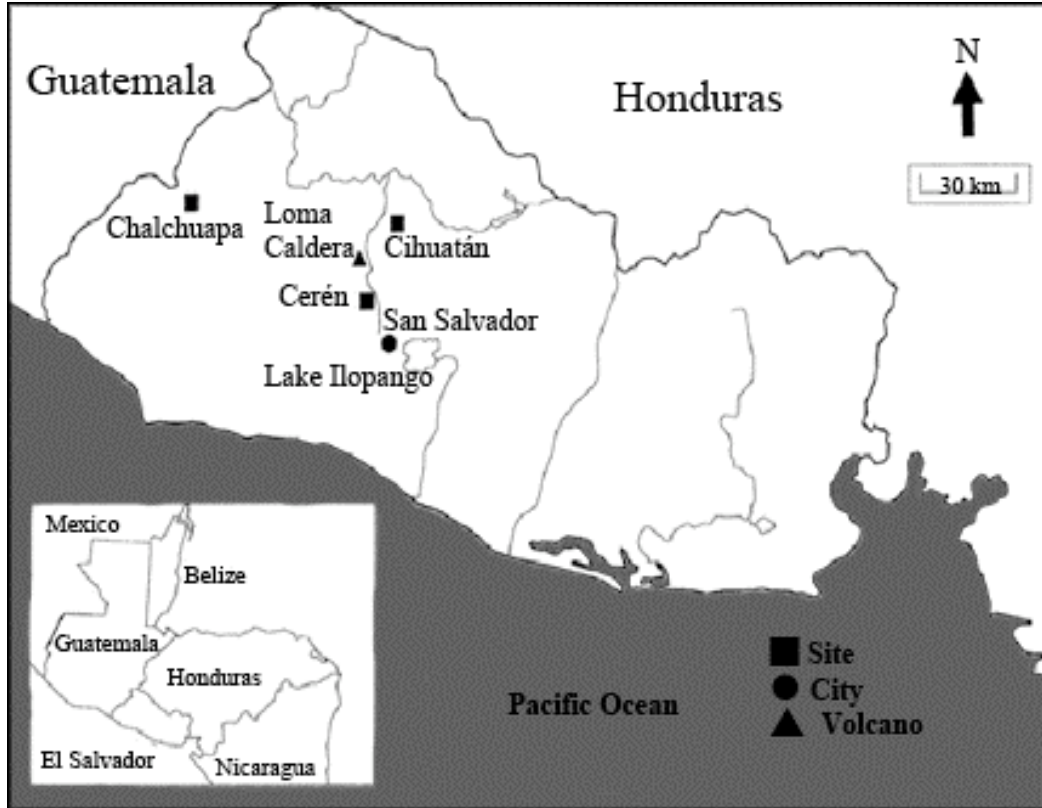 Guatemala
Honduras
N
30 km
Chalchuapa
Loma
Caldera
Cihuatán
Cerén
San Salvador
Lake Ilopango
Mexico
Belize
Guatemala
Honduras
El Salvador
Nicaragua
Pacific Ocean
Site
City
Volcano